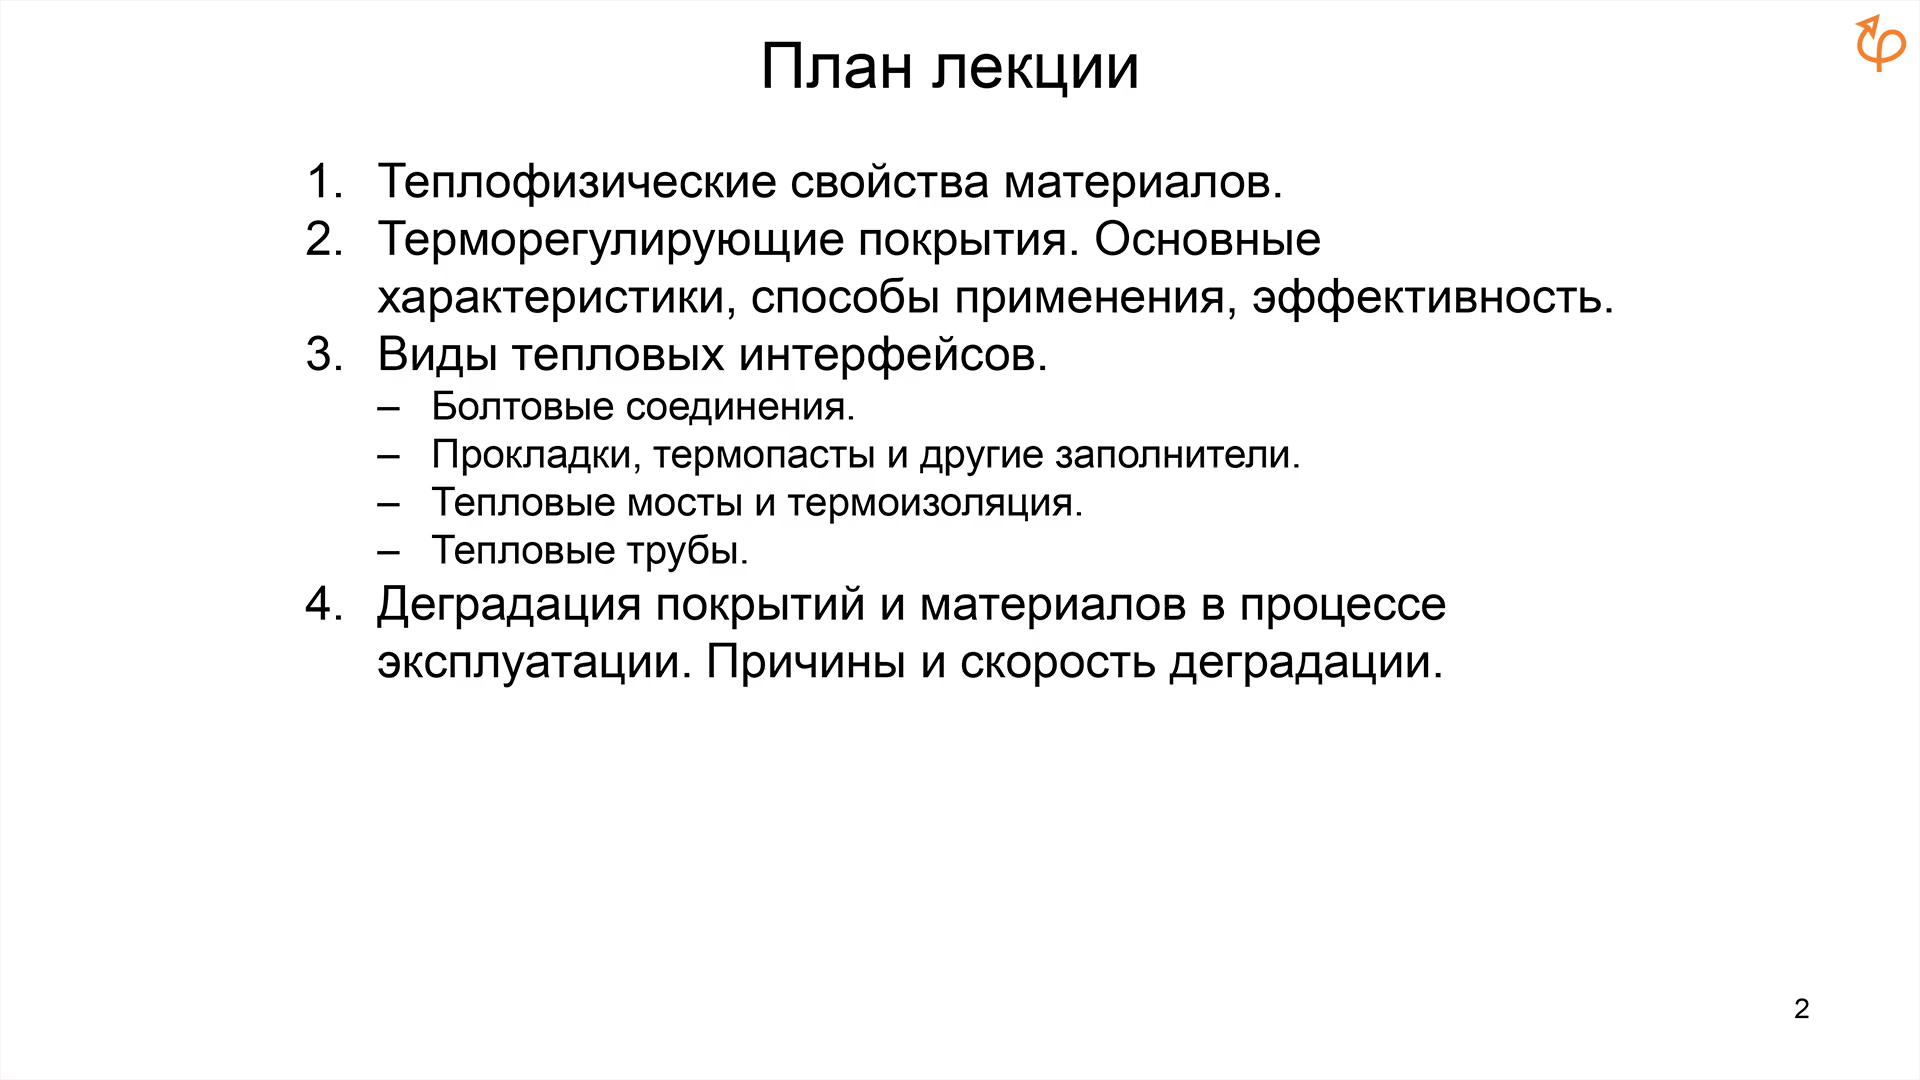 План лекции
1. Теплофизические свойства материалов.
2. Терморегулирующие покрытия. Основные
характеристики, способы применения, эффективность.
3. Виды тепловых интерфейсов.
– Болтовые соединения.
– Прокладки, термопасты и другие заполнители.
– Тепловые мосты и термоизоляция.
– Тепловые трубы.
4. Деградация покрытий и материалов в процессе
эксплуатации. Причины и скорость деградации.
2